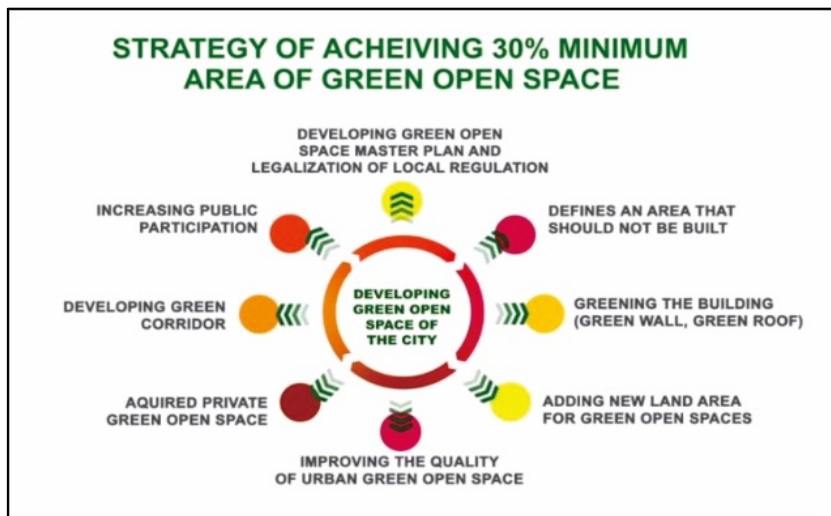 STRATEGY OF ACHEIVING 30% MINIMUM
AREA OF GREEN OPEN SPACE
DEVELOPING GREEN OPEN
SPACE MASTER PLAN AND
LEGALIZATION OF LOCAL REGULATION
INCREASING PUBLIC
PARTICIPATION
DEFINES AN AREA THAT
SHOULD NOT BE BUILT
DEVELOPING GREEN
CORRIDOR
DEVELOPING
GREEN OPEN
SPACE OF
THE CITY
GREENING THE BUILDING
(GREEN WALL, GREEN ROOF)
AQUIRED PRIVATE
GREEN OPEN SPACE
ADDING NEW LAND AREA
FOR GREEN OPEN SPACES
IMPROVING THE QUALITY
OF URBAN GREEN OPEN SPACE